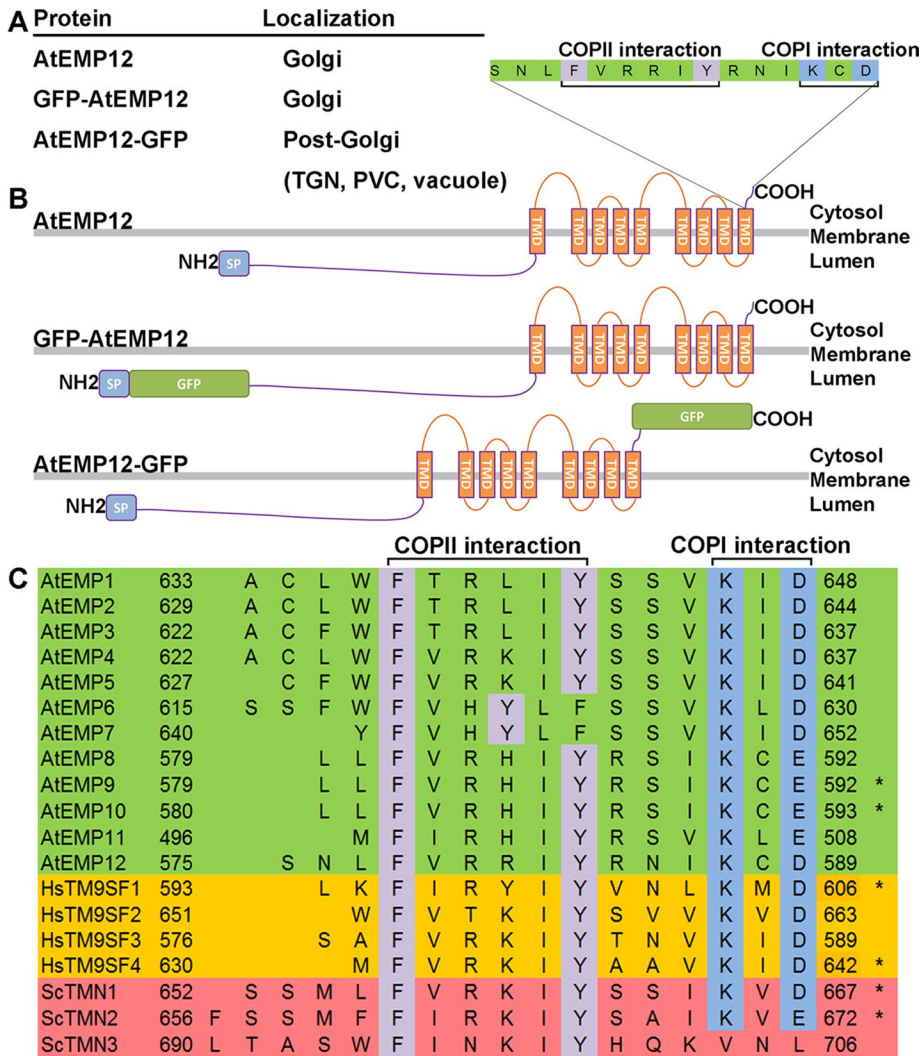 A
Protein Localization
AtEMP12 Golgi
GFP-AtEMP12 Golgi
AtEMP12-GFP Post-Golgi
(TGN, PVC, vacuole)
COPII interaction COPI interaction
S N L F V R R I Y R N I K C D
B
AtEMP12
NH2 SP
TMD TMD TMD TMD TMD TMD TMD TMD TMD
COOH
Cytosol
Membrane
Lumen
GFP-AtEMP12
NH2 SP GFP
TMD TMD TMD TMD TMD TMD TMD TMD TMD
COOH
Cytosol
Membrane
Lumen
AtEMP12-GFP
NH2 SP
TMD TMD TMD TMD TMD TMD TMD TMD TMD
GFP COOH
Cytosol
Membrane
Lumen
COPII interaction COPI interaction
C
AtEMP1 633 A C L W F T R L I Y S S V K I D 648
AtEMP2 629 A C L W F T R L I Y S S V K I D 644
AtEMP3 622 A C F W F T R L I Y S S V K I D 637
AtEMP4 622 A C L W F V R K I Y S S V K I D 637
AtEMP5 627 C F W F V R K I Y S S V K I D 641
AtEMP6 615 S S F W F V H Y L F S S V K L D 630
AtEMP7 640 Y F V H Y L F S S V K I D 652
AtEMP8 579 L L F V R H I Y R S I K C E 592
AtEMP9 579 L L F V R H I Y R S I K C E 592 *
AtEMP10 580 L L F V R H I Y R S I K C E 593 *
AtEMP11 496 M F I R H I Y R S V K L E 508
AtEMP12 575 S N L F V R R I Y R N I K C D 589
HsTM9SF1 593 L K F I R Y I Y V N L K M D 606 *
HsTM9SF2 651 W F V T K I Y S V V K V D 663
HsTM9SF3 576 S A F V R K I Y T N V K I D 589
HsTM9SF4 630 M F V R K I Y A A V K I D 642 *
ScTMN1 652 S S M L F V R K I Y S S I K V D 667 *
ScTMN2 656 F S S M F F I R K I Y S A I K V E 672 *
ScTMN3 690 L T A S W F I N K I Y H Q K V N L 706